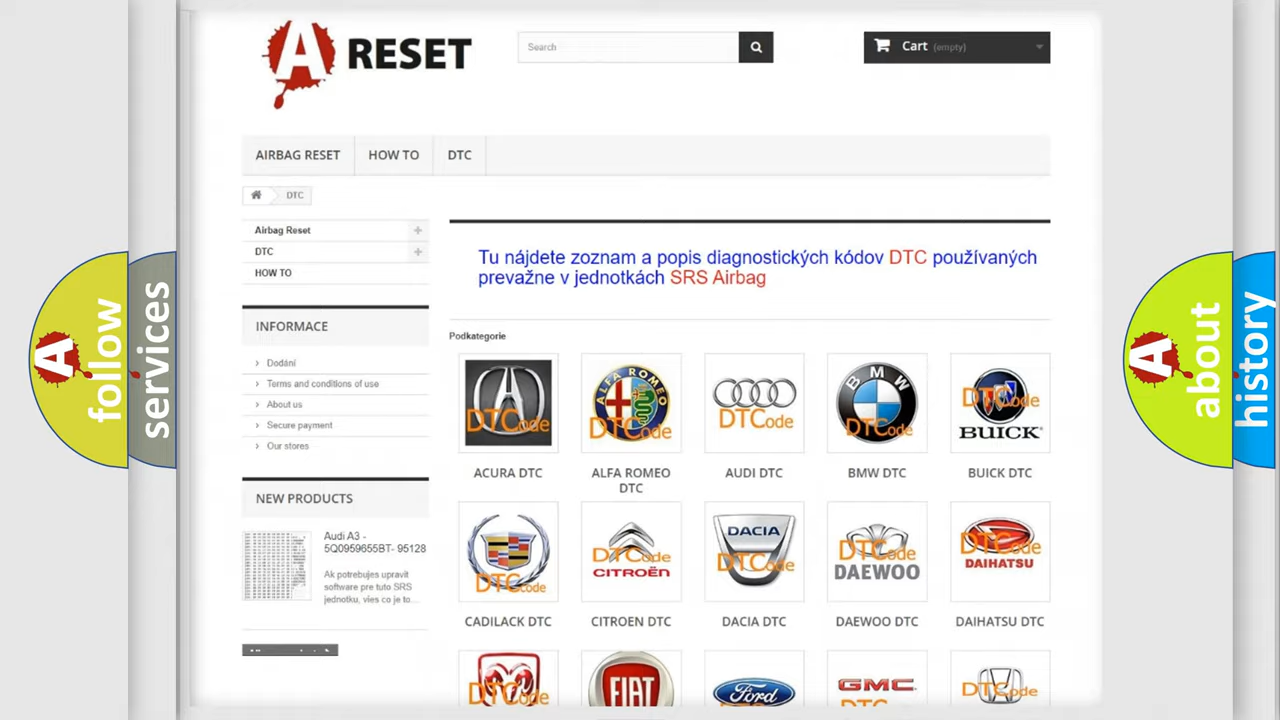 A RESET
Search
Cart (empty)
AIRBAG RESET
HOW TO
DTC
DTC
Airbag Reset
DTC
HOW TO
Tu nájdete zoznam a popis diagnostických kódov DTC používaných
prevažne v jednotkách SRS Airbag
INFORMACE
Dodání
Terms and conditions of use
About us
Secure payment
Our stores
NEW PRODUCTS
Audi A3 -
5Q0959655BT- 95128
Ak potrebujes upravit
software pre tuto SRS
jednotku, vies co je to...
Podkategorie
DTCode
ALFA ROMEO
DTCode
DTCode
BMW
DTCode
DTCode
BUICK
ACURA DTC
ALFA ROMEO
DTC
AUDI DTC
BMW DTC
BUICK DTC
DTCode
DTCode
CITROËN
DACIA
DTCode
DTCode
DAEWOO
DTCode
DAIHATSU
CADILACK DTC
CITROEN DTC
DACIA DTC
DAEWOO DTC
DAIHATSU DTC
DTCode
FIAT
Ford
GMC
DTCode
A
follow
services
A
about
history